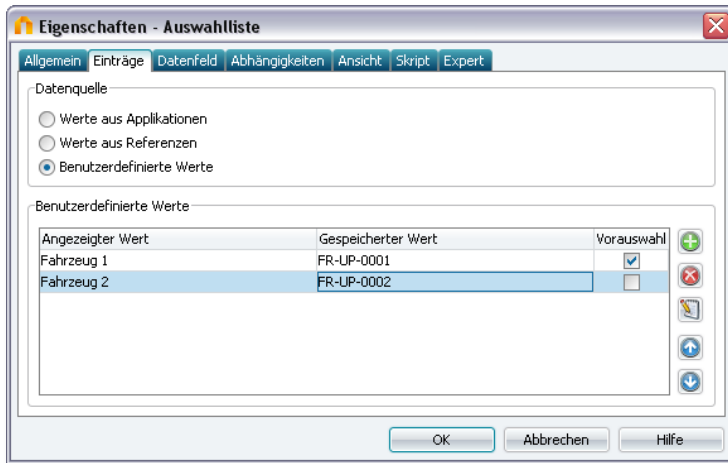 Eigenschaften - Auswahlliste
Allgemein Einträge Datenfeld Abhängigkeiten Ansicht Skript Expert
Datenquelle
Werte aus Applikationen
Werte aus Referenzen
Benutzerdefinierte Werte
Benutzerdefinierte Werte
Angezeigter Wert Gespeicherter Wert Vorauswahl
Fahrzeug 1 FR-UP-0001
Fahrzeug 2 FR-UP-0002
OK Abbrechen Hilfe